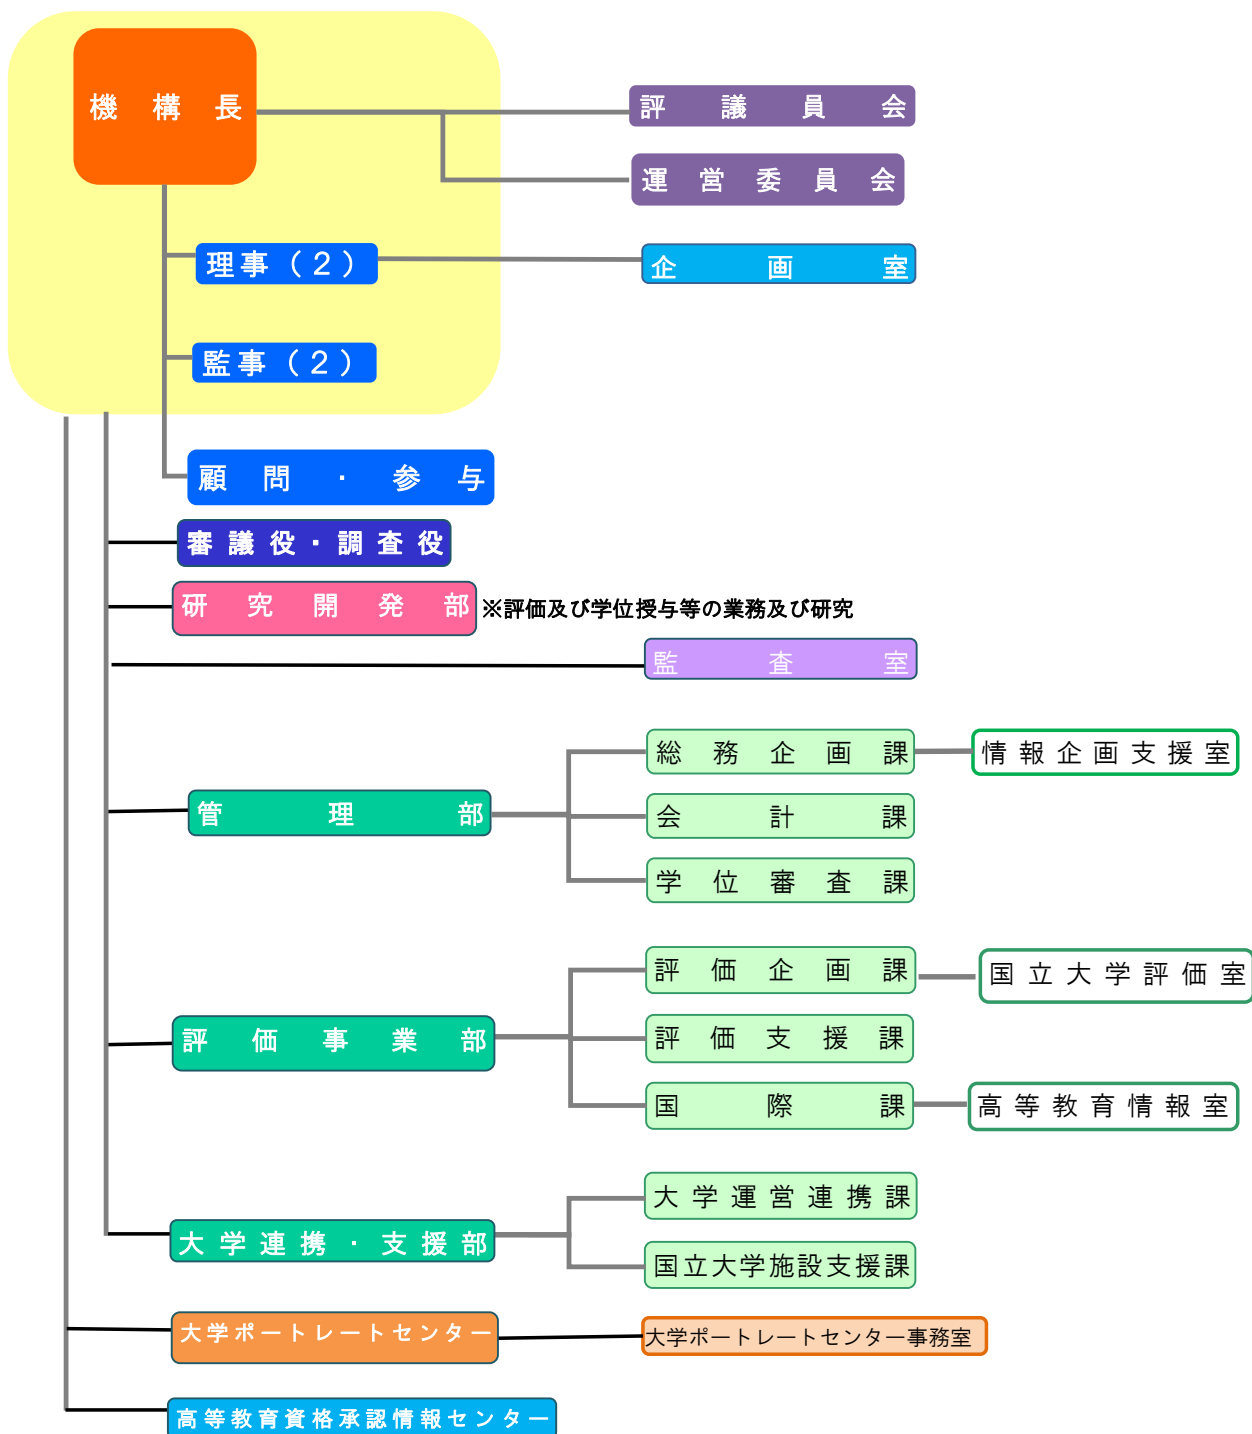 機構長
評議員会
運営委員会
理事（２）
企画室
監事（２）
顧問・参与
審議役・調査役
研究開発部
※評価及び学位授与等の業務及び研究
監査室
総務企画課
情報企画支援室
管理部
会計課
学位審査課
評価企画課
国立大学評価室
評価事業部
評価支援課
国際課
高等教育情報室
大学運営連携課
大学連携・支援部
国立大学施設支援課
大学ポートレートセンター
大学ポートレートセンター事務室
高等教育資格承認情報センター